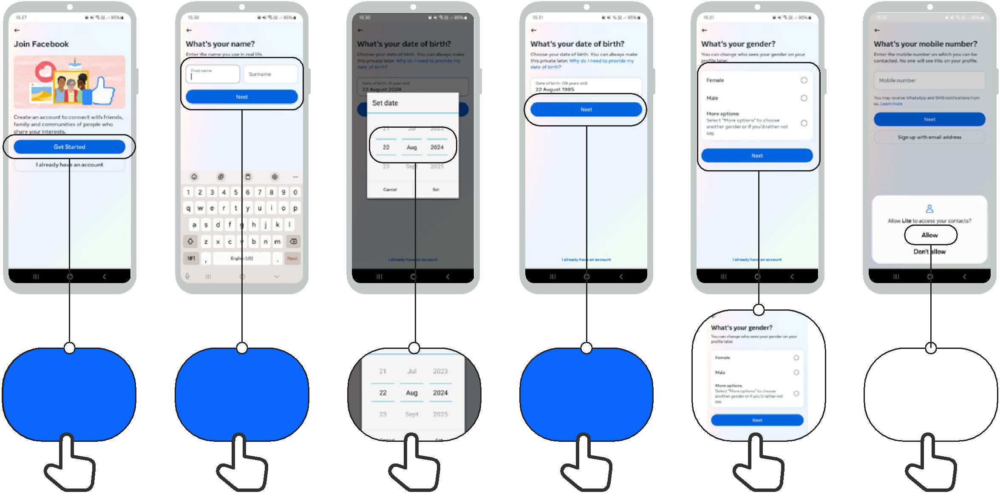 15:27
95%
Join Facebook
Create an account to connect with friends,
family and communities of people who
share your interests.
Get Started
I already have an account
15:30
95%
What's your name?
Enter the name you use in real life.
First name
Surname
Next
1 2 3 4 5 6 7 8 9 0
q w e r t y u i o p
a s d f g h j k l
z x c v b n m
!#1 , English (US) . Next
15:30
95%
What's your date of birth?
Choose your date of birth. You can always make
this private later. Why do I need to provide my
date of birth?
Date of birth (0 year old)
22 August 2024
Set date
21 Jul 2023
22 Aug 2024
23 Sept 2025
Cancel Set
I already have an account
21 Jul 2023
22 Aug 2024
23 Sept 2025
Cancel Set
15:31
95%
What's your date of birth?
Choose your date of birth. You can always make
this private later. Why do I need to provide my
date of birth?
Date of birth (39 years old)
22 August 1985
Next
I already have an account
15:31
95%
What's your gender?
You can change who sees your gender on your
profile later.
Female
Male
More options
Select "More options" to choose
another gender or if you'd rather not
say.
Next
I already have an account
What's your gender?
You can change who sees your gender on your
profile later.
Female
Male
More options
Select "More options" to choose
another gender or if you'd rather not
say.
Next
15:32
95%
What's your mobile number?
Enter the mobile number on which you can be
contacted. No one will see this on your profile.
Mobile number
You may receive WhatsApp and SMS notifications from
us. Learn more
Next
Sign up with email address
Allow Lite to access your contacts?
Allow
Don't allow